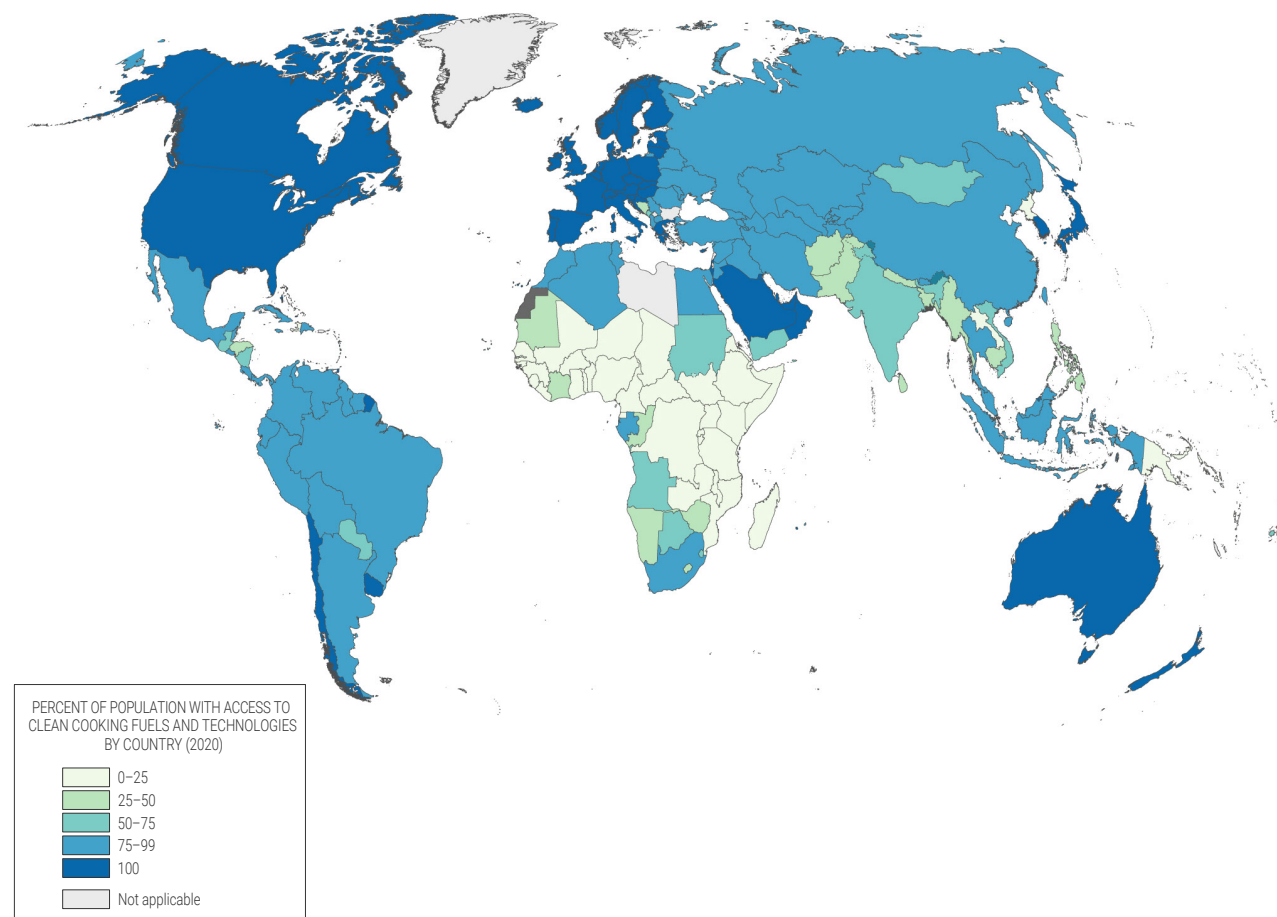 PERCENT OF POPULATION WITH ACCESS TO
CLEAN COOKING FUELS AND TECHNOLOGIES
BY COUNTRY (2020)
0–25
25–50
50–75
75–99
100
Not applicable